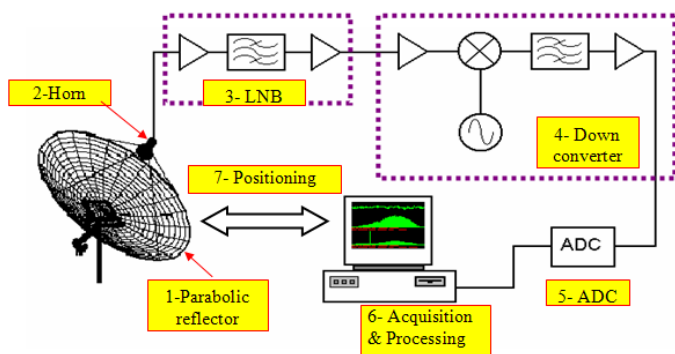 2-Horn
3- LNB
4- Down
converter
7- Positioning
ADC
1-Parabolic
reflector
6- Acquisition
& Processing
5- ADC